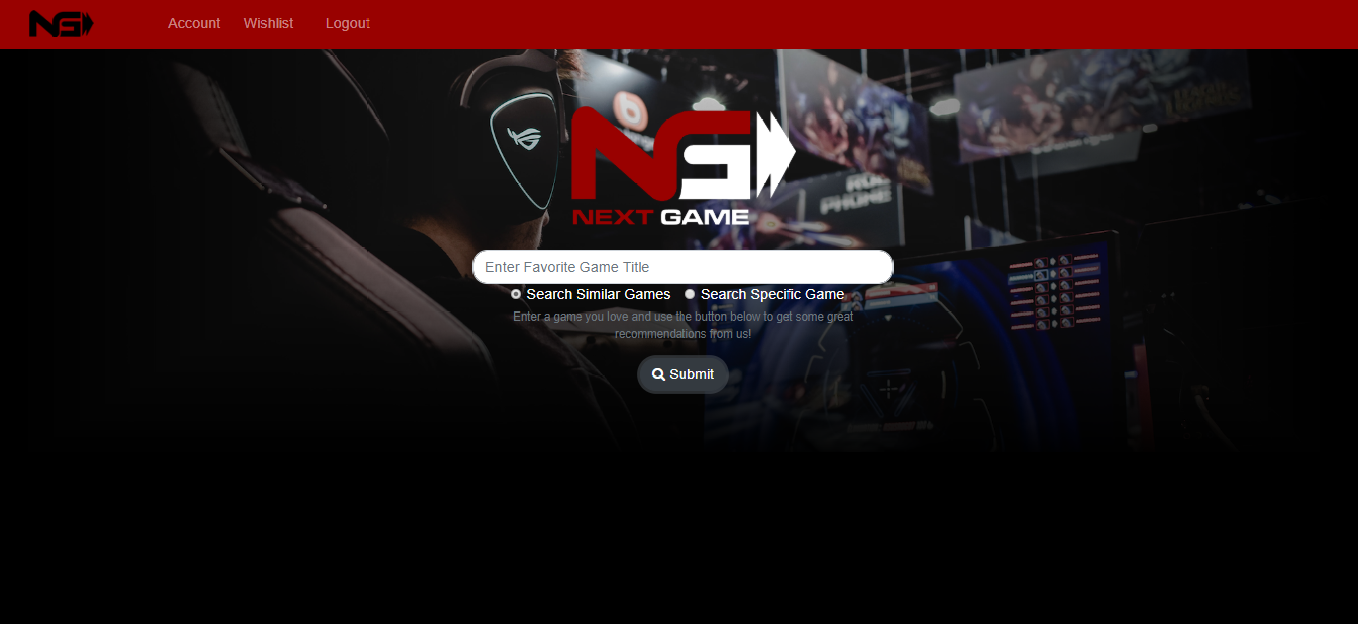 NG
Account Wishlist Logout
NG
NEXT GAME
Enter Favorite Game Title
Search Similar Games Search Specific Game
Enter a game you love and use the button below to get some great
recommendations from us!
Submit